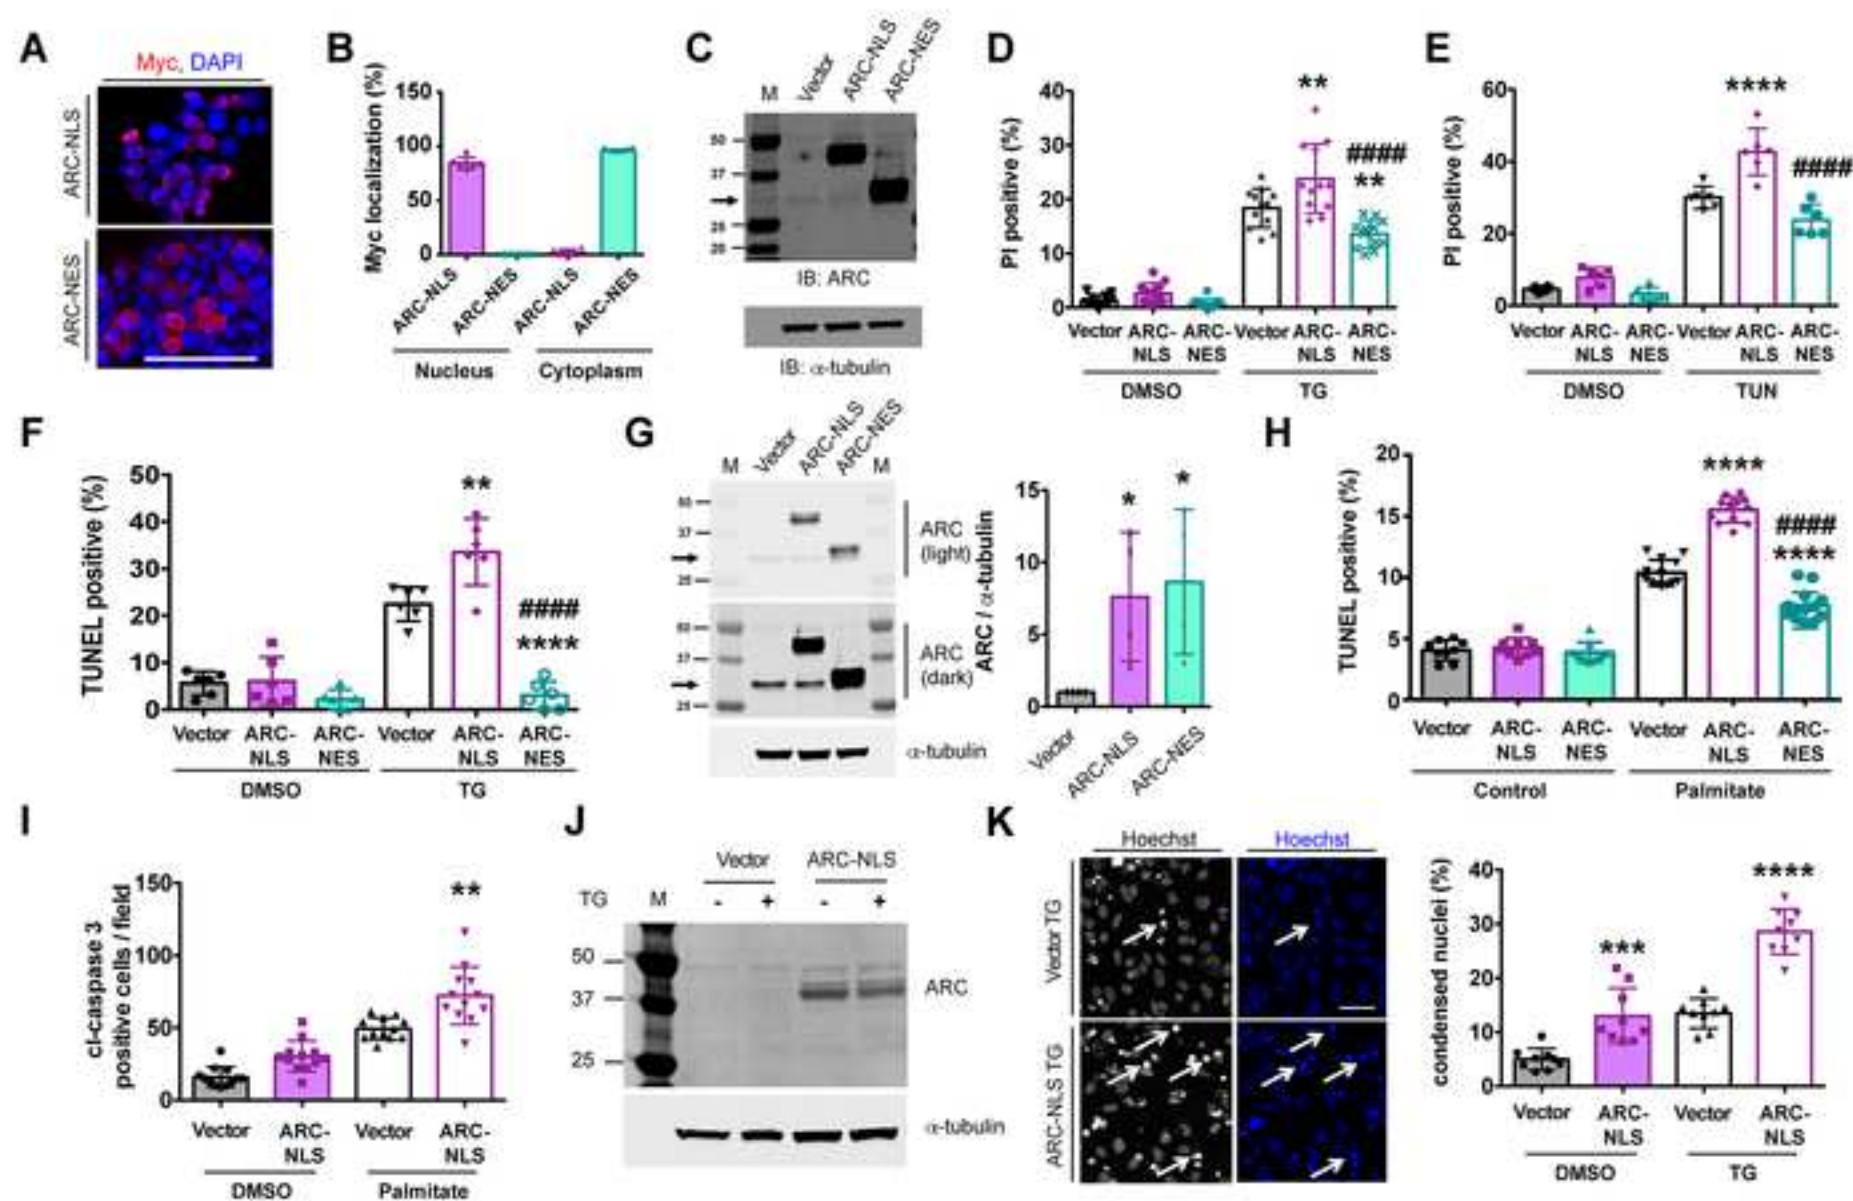 A
Myc, DAPI
ARC-NLS
ARC-NES
B
Myc localization (%)
150
100
50
0
ARC-NLS
ARC-NES
ARC-NLS
ARC-NES
Nucleus
Cytoplasm
C
M
Vector
ARC-NLS
ARC-NES
50
37
25
20
IB: ARC
IB: α-tubulin
D
PI positive (%)
40
30
20
10
0
**
####
**
Vector
ARC-
NLS
ARC-
NES
Vector
ARC-
NLS
ARC-
NES
DMSO
TG
E
PI positive (%)
60
40
20
0
****
####
Vector
ARC-
NLS
ARC-
NES
Vector
ARC-
NLS
ARC-
NES
DMSO
TUN
F
TUNEL positive (%)
50
40
30
20
10
0
**
####
****
Vector
ARC-
NLS
ARC-
NES
Vector
ARC-
NLS
ARC-
NES
DMSO
TG
G
M
Vector
ARC-NLS
ARC-NES
M
50
37
25
ARC
(light)
50
37
25
ARC
(dark)
α-tubulin
ARC / α-tubulin
15
10
5
0
*
*
Vector
ARC-NLS
ARC-NES
H
TUNEL positive (%)
20
15
10
5
0
****
####
****
Vector
ARC-
NLS
ARC-
NES
Vector
ARC-
NLS
ARC-
NES
Control
Palmitate
I
cl-caspase 3
positive cells / field
150
100
50
0
**
Vector
ARC-
NLS
Vector
ARC-
NLS
DMSO
Palmitate
J
Vector
ARC-NLS
TG
M
-
+
-
+
50
37
25
ARC
α-tubulin
K
Hoechst
Hoechst
Vector TG
ARC-NLS TG
condensed nuclei (%)
40
30
20
10
0
***
****
Vector
ARC-
NLS
Vector
ARC-
NLS
DMSO
TG